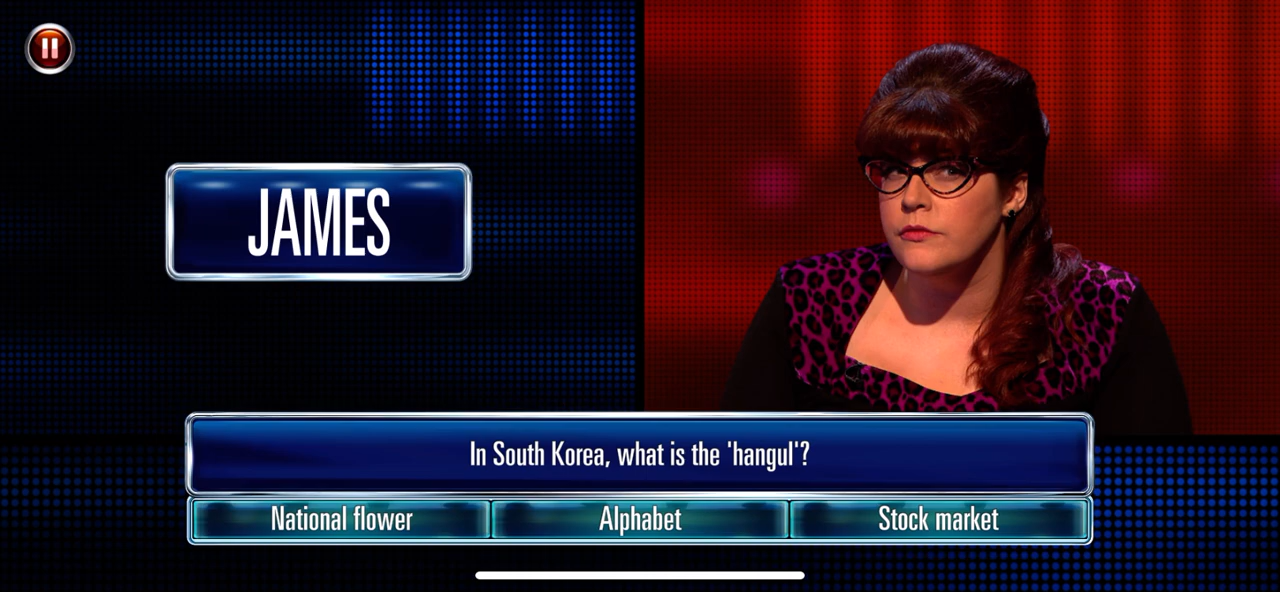 JAMES
In South Korea, what is the 'hangul'?
National flower
Alphabet
Stock market